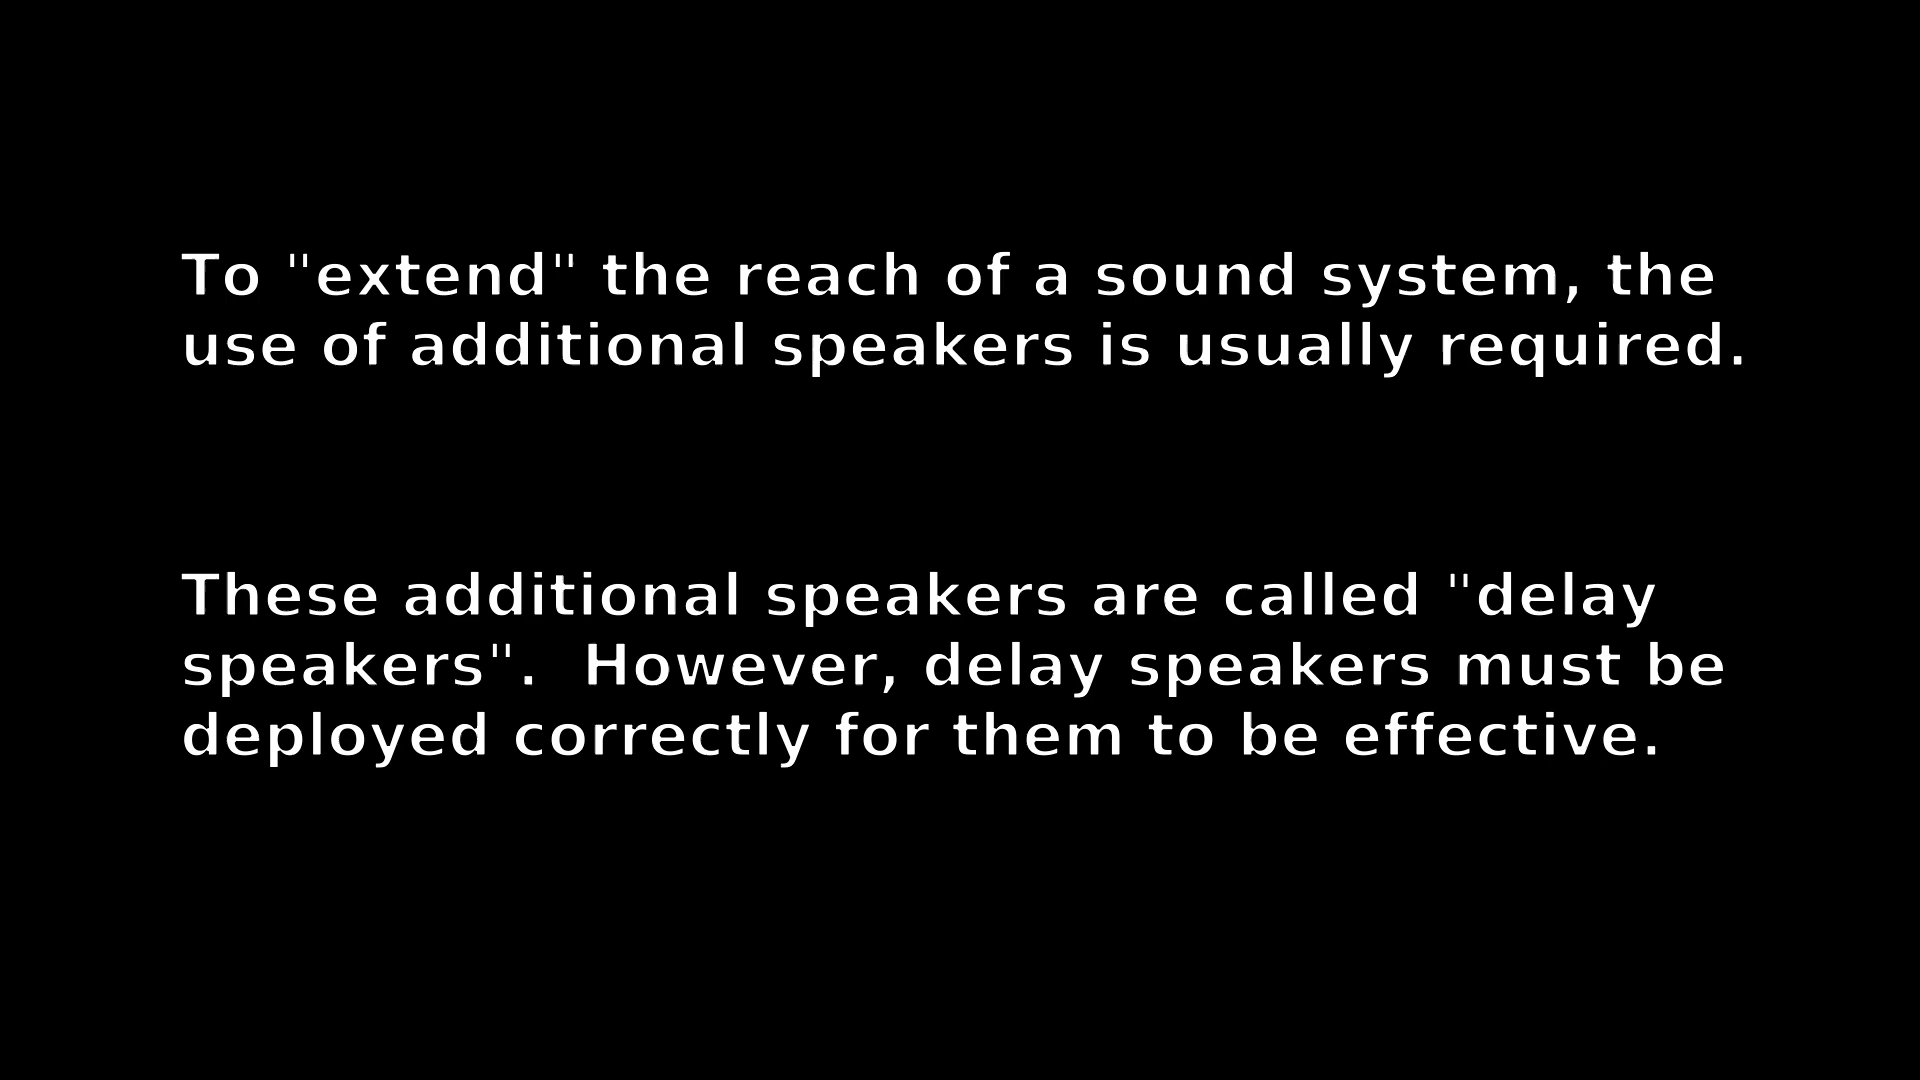 To "extend" the reach of a sound system, the
use of additional speakers is usually required.
These additional speakers are called "delay
speakers".  However, delay speakers must be
deployed correctly for them to be effective.